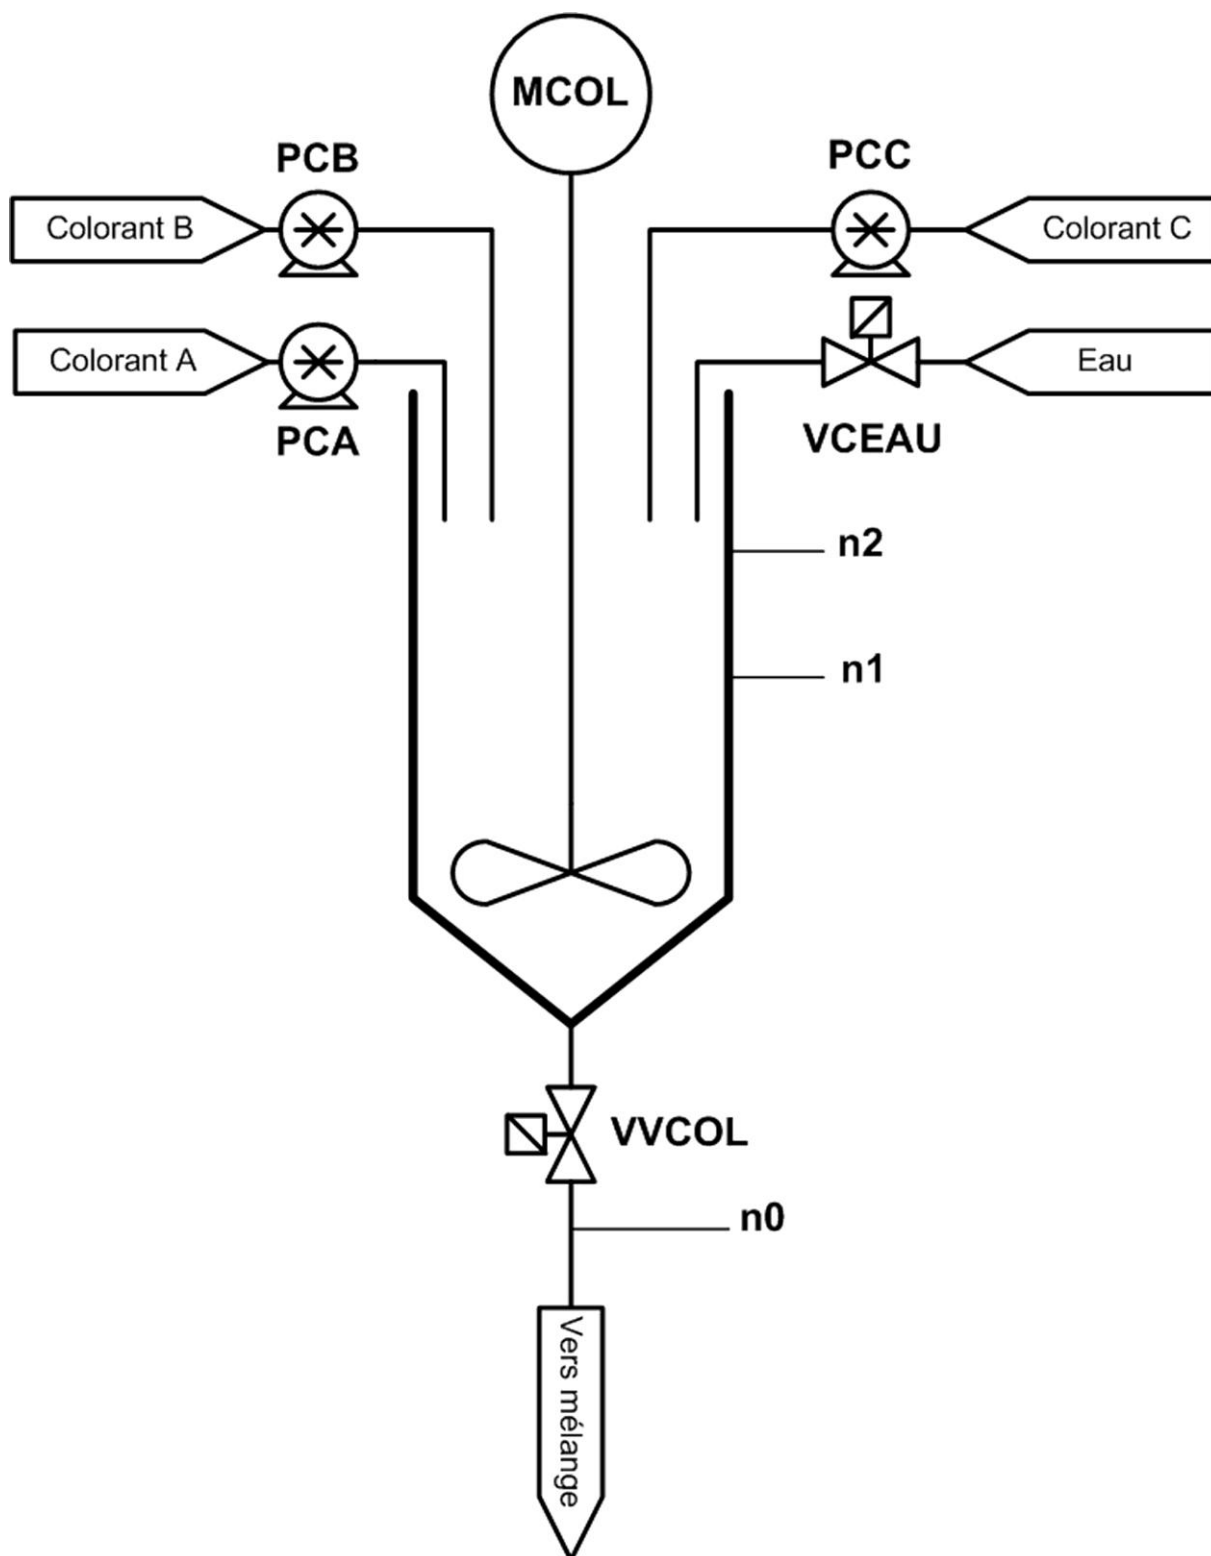 MCOL
PCB
PCC
Colorant B
Colorant C
Colorant A
Eau
PCA
VCEAU
n2
n1
VVCOL
n0
Vers mélange